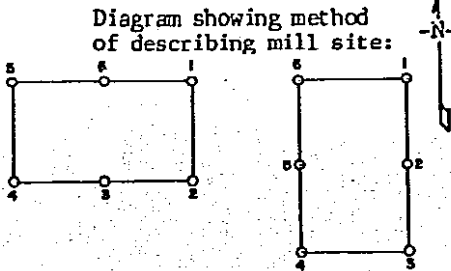 Diagram showing method
of describing mill site:
-N-
5 6 1
4 3 2
6 1
5 2
4 3